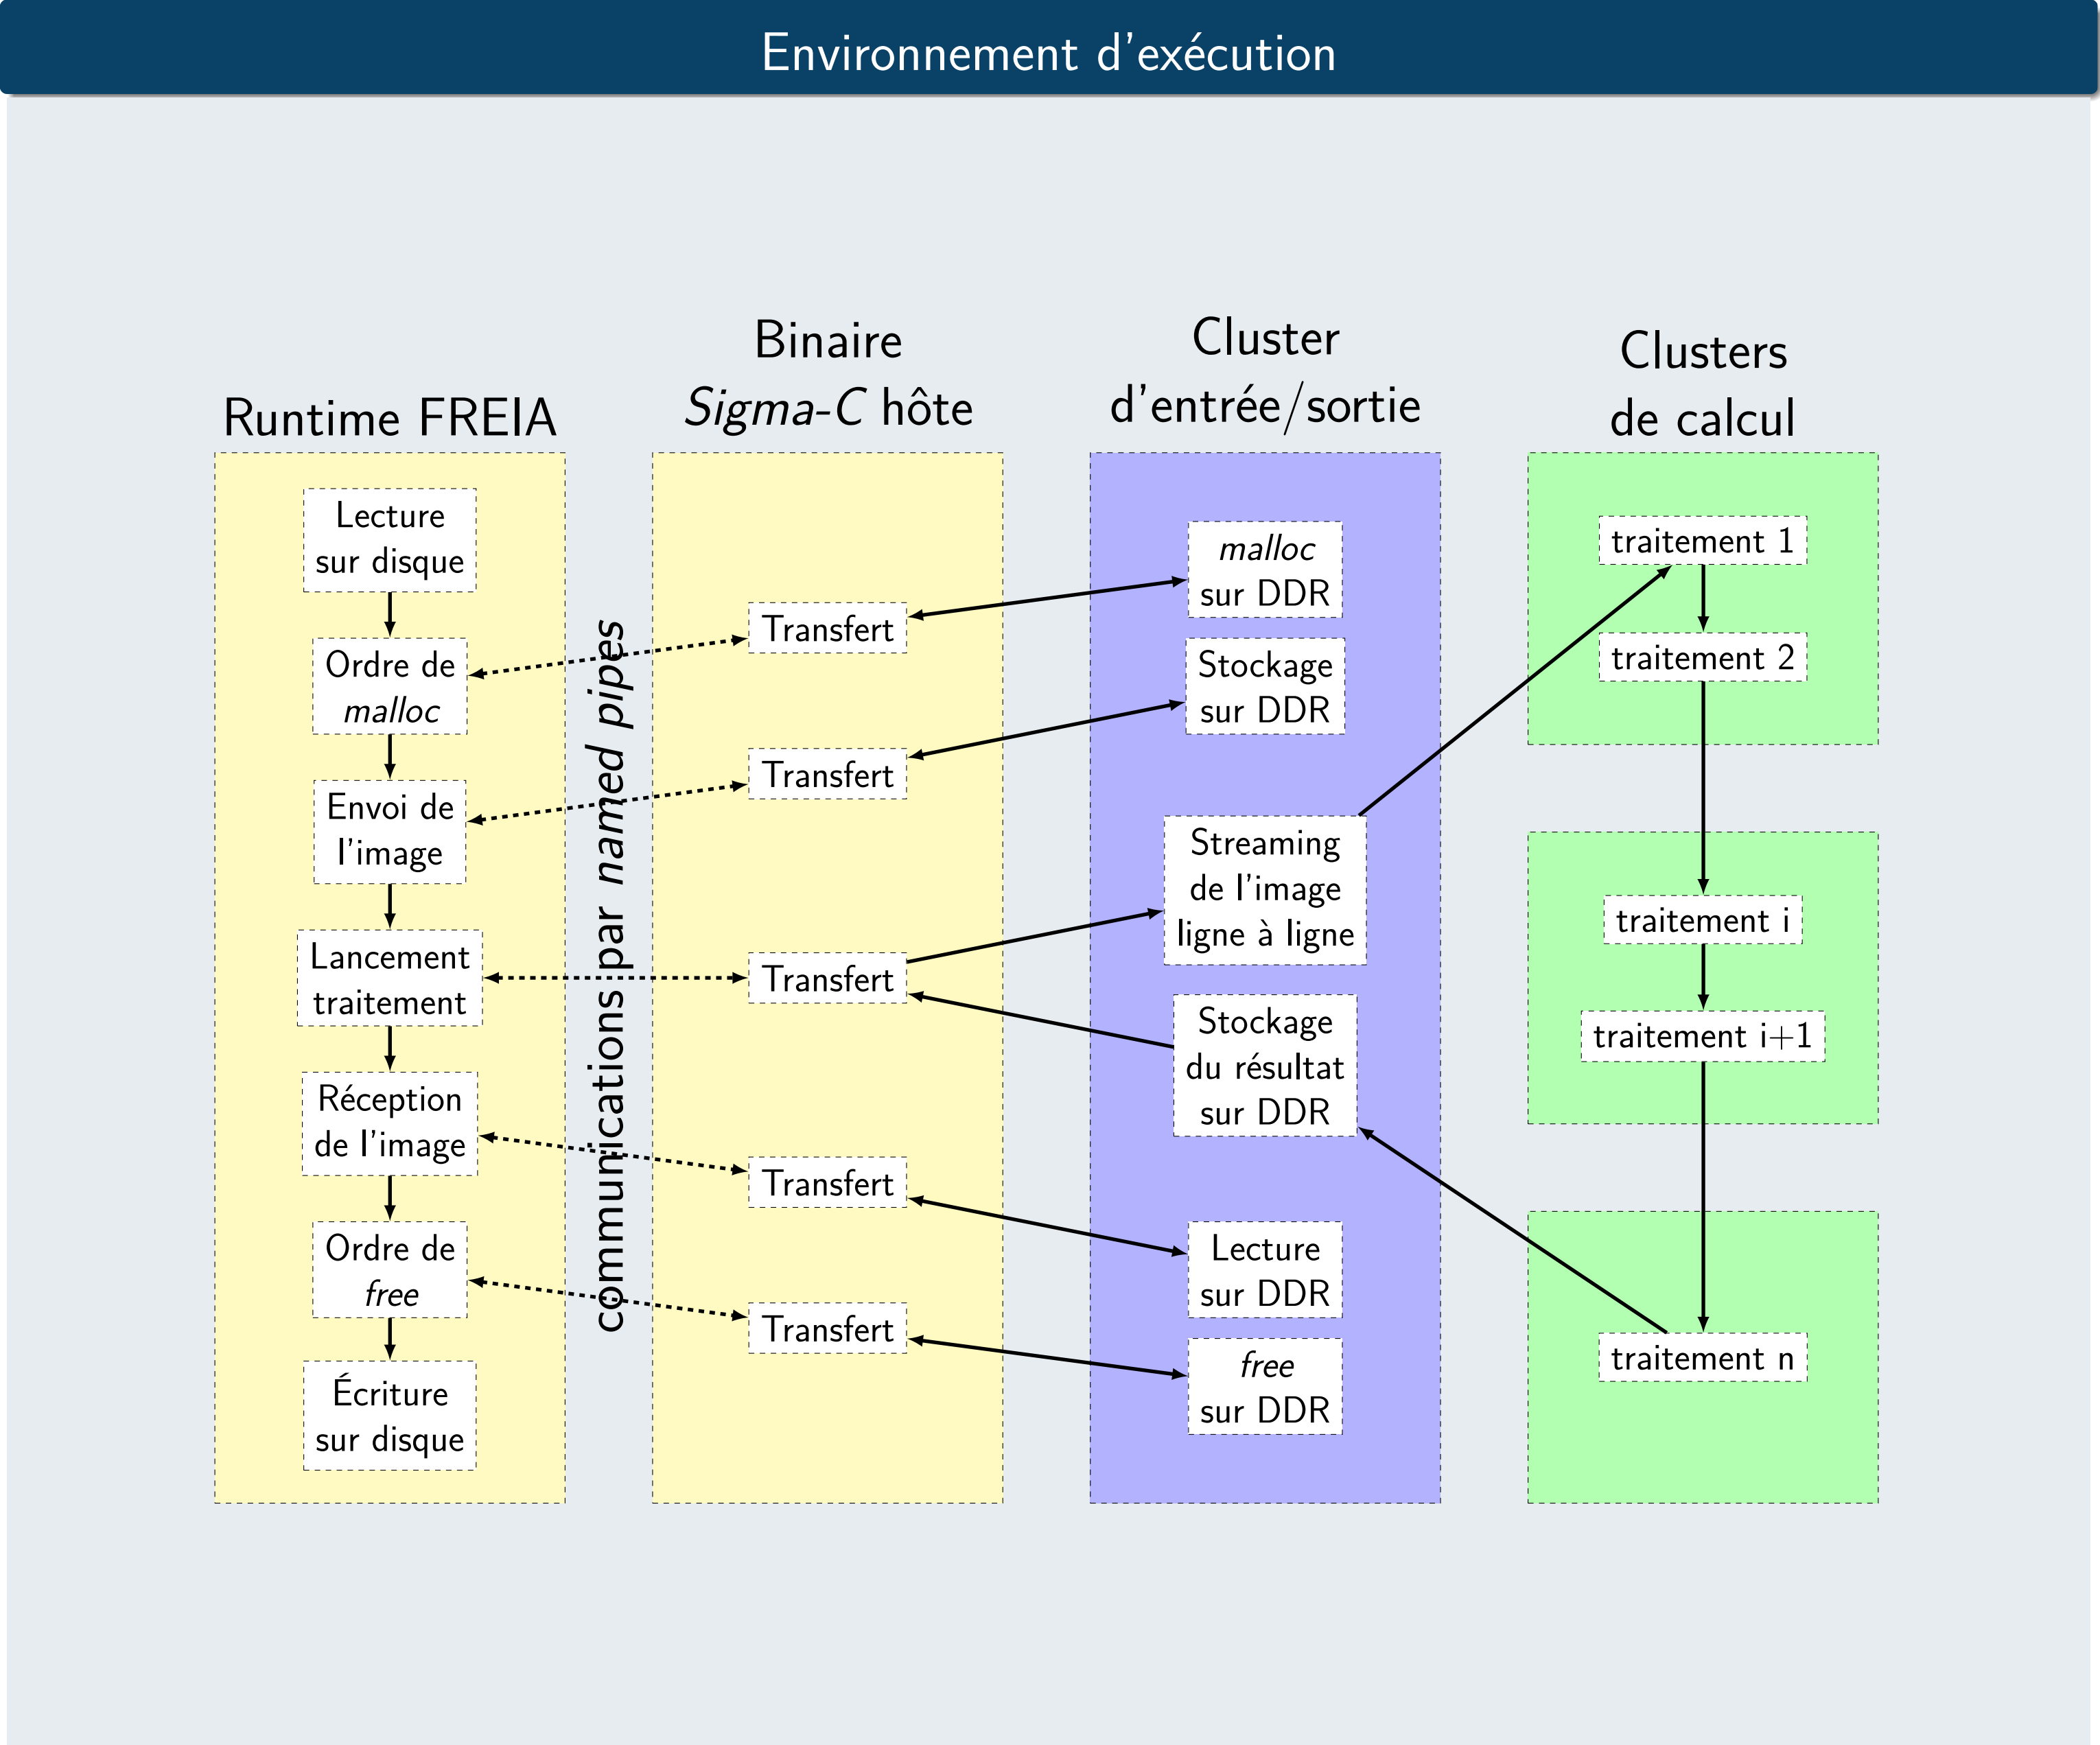 Environnement d'exécution
Runtime FREIA
Lecture
sur disque
Ordre de
malloc
Envoi de
l'image
Lancement
traitement
Réception
de l'image
Ordre de
free
Écriture
sur disque
communications par named pipes
Binaire
Sigma-C hôte
Transfert
Transfert
Transfert
Transfert
Transfert
Cluster
d'entrée/sortie
malloc
sur DDR
Stockage
sur DDR
Streaming
de l'image
ligne à ligne
Stockage
du résultat
sur DDR
Lecture
sur DDR
free
sur DDR
Clusters
de calcul
traitement 1
traitement 2
traitement i
traitement i+1
traitement n